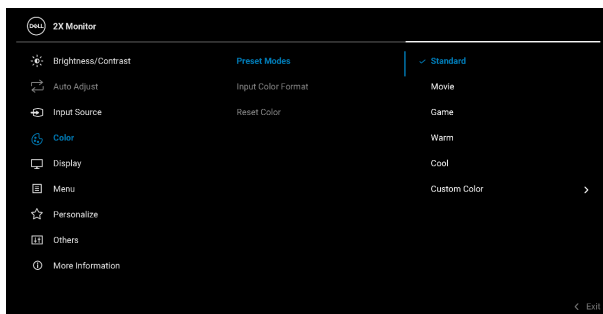 DELL 2X Monitor
Brightness/Contrast Preset Modes Standard
Auto Adjust Input Color Format Movie
Input Source Reset Color Game
Color Warm
Display Cool
Menu Custom Color
Personalize
Others
More Information
Exit